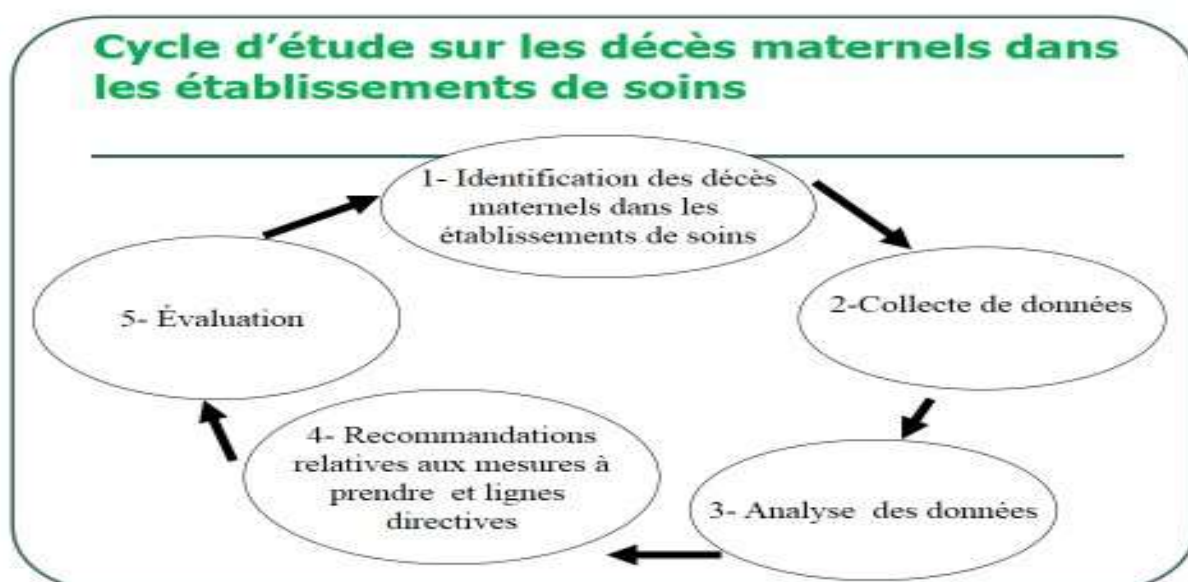 Cycle d'étude sur les décès maternels dans
les établissements de soins
1- Identification des décès
maternels dans les
établissements de soins
2-Collecte de données
3- Analyse des données
4- Recommandations
relatives aux mesures à
prendre et lignes
directives
5- Évaluation